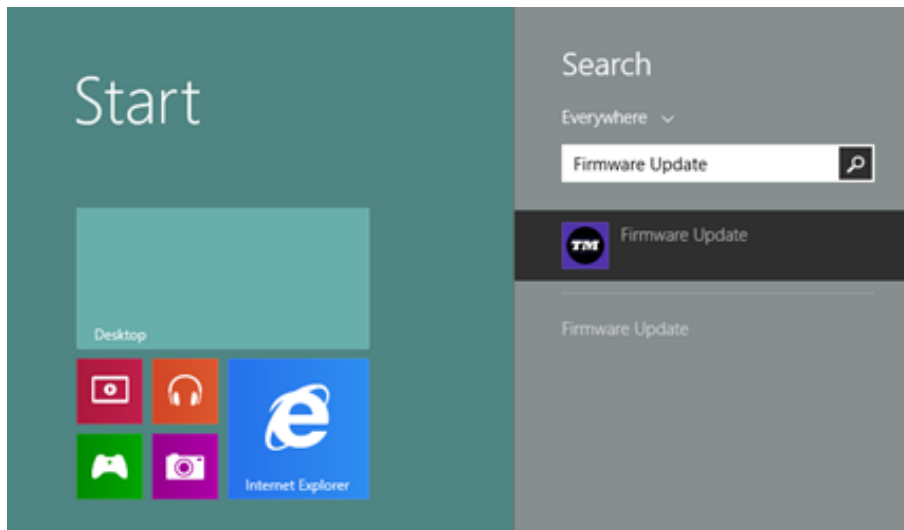 Start
Desktop
Internet Explorer
Search
Everywhere
Firmware Update
TM
Firmware Update
Firmware Update